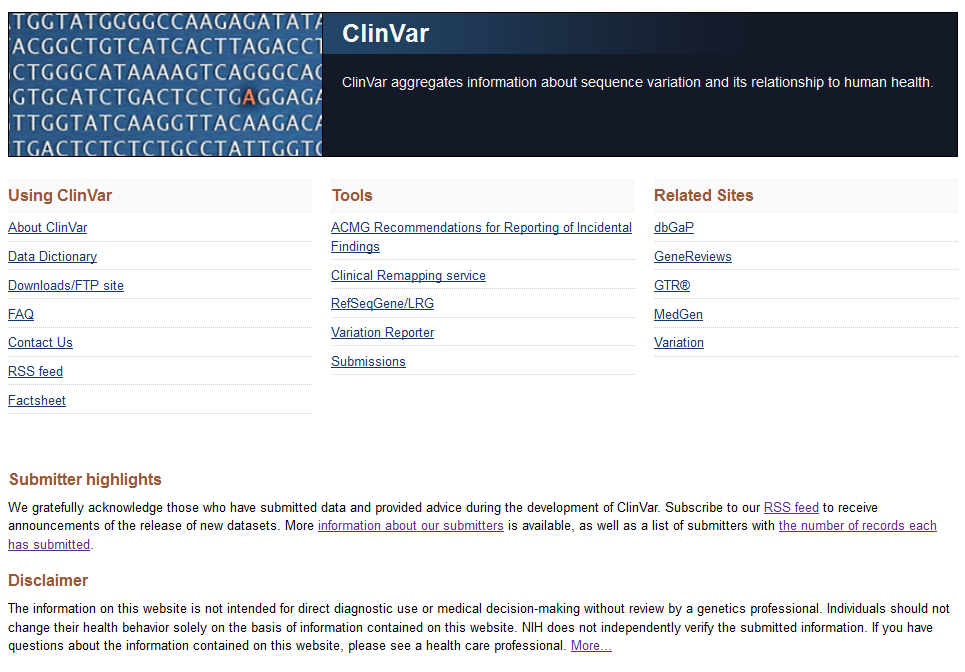 TGGTATGGGGCCAAGAGATATA
ACGGCTGTCATCACTTAGACCT
CTGGGCATAAAAGTCAGGGCAG
GTGCATCTGACTCCTGAGGAGA
TTGGTATCAAGGTTACAAGACA
TGACTCTCTCTGCCTATTGGTC
ClinVar
ClinVar aggregates information about sequence variation and its relationship to human health.
Using ClinVar
About ClinVar
Data Dictionary
Downloads/FTP site
FAQ
Contact Us
RSS feed
Factsheet
Tools
ACMG Recommendations for Reporting of Incidental
Findings
Clinical Remapping service
RefSeqGene/LRG
Variation Reporter
Submissions
Related Sites
dbGaP
GeneReviews
GTR®
MedGen
Variation
Submitter highlights
We gratefully acknowledge those who have submitted data and provided advice during the development of ClinVar. Subscribe to our RSS feed to receive
announcements of the release of new datasets. More information about our submitters is available, as well as a list of submitters with the number of records each
has submitted.
Disclaimer
The information on this website is not intended for direct diagnostic use or medical decision-making without review by a genetics professional. Individuals should not
change their health behavior solely on the basis of information contained on this website. NIH does not independently verify the submitted information. If you have
questions about the information contained on this website, please see a health care professional. More...